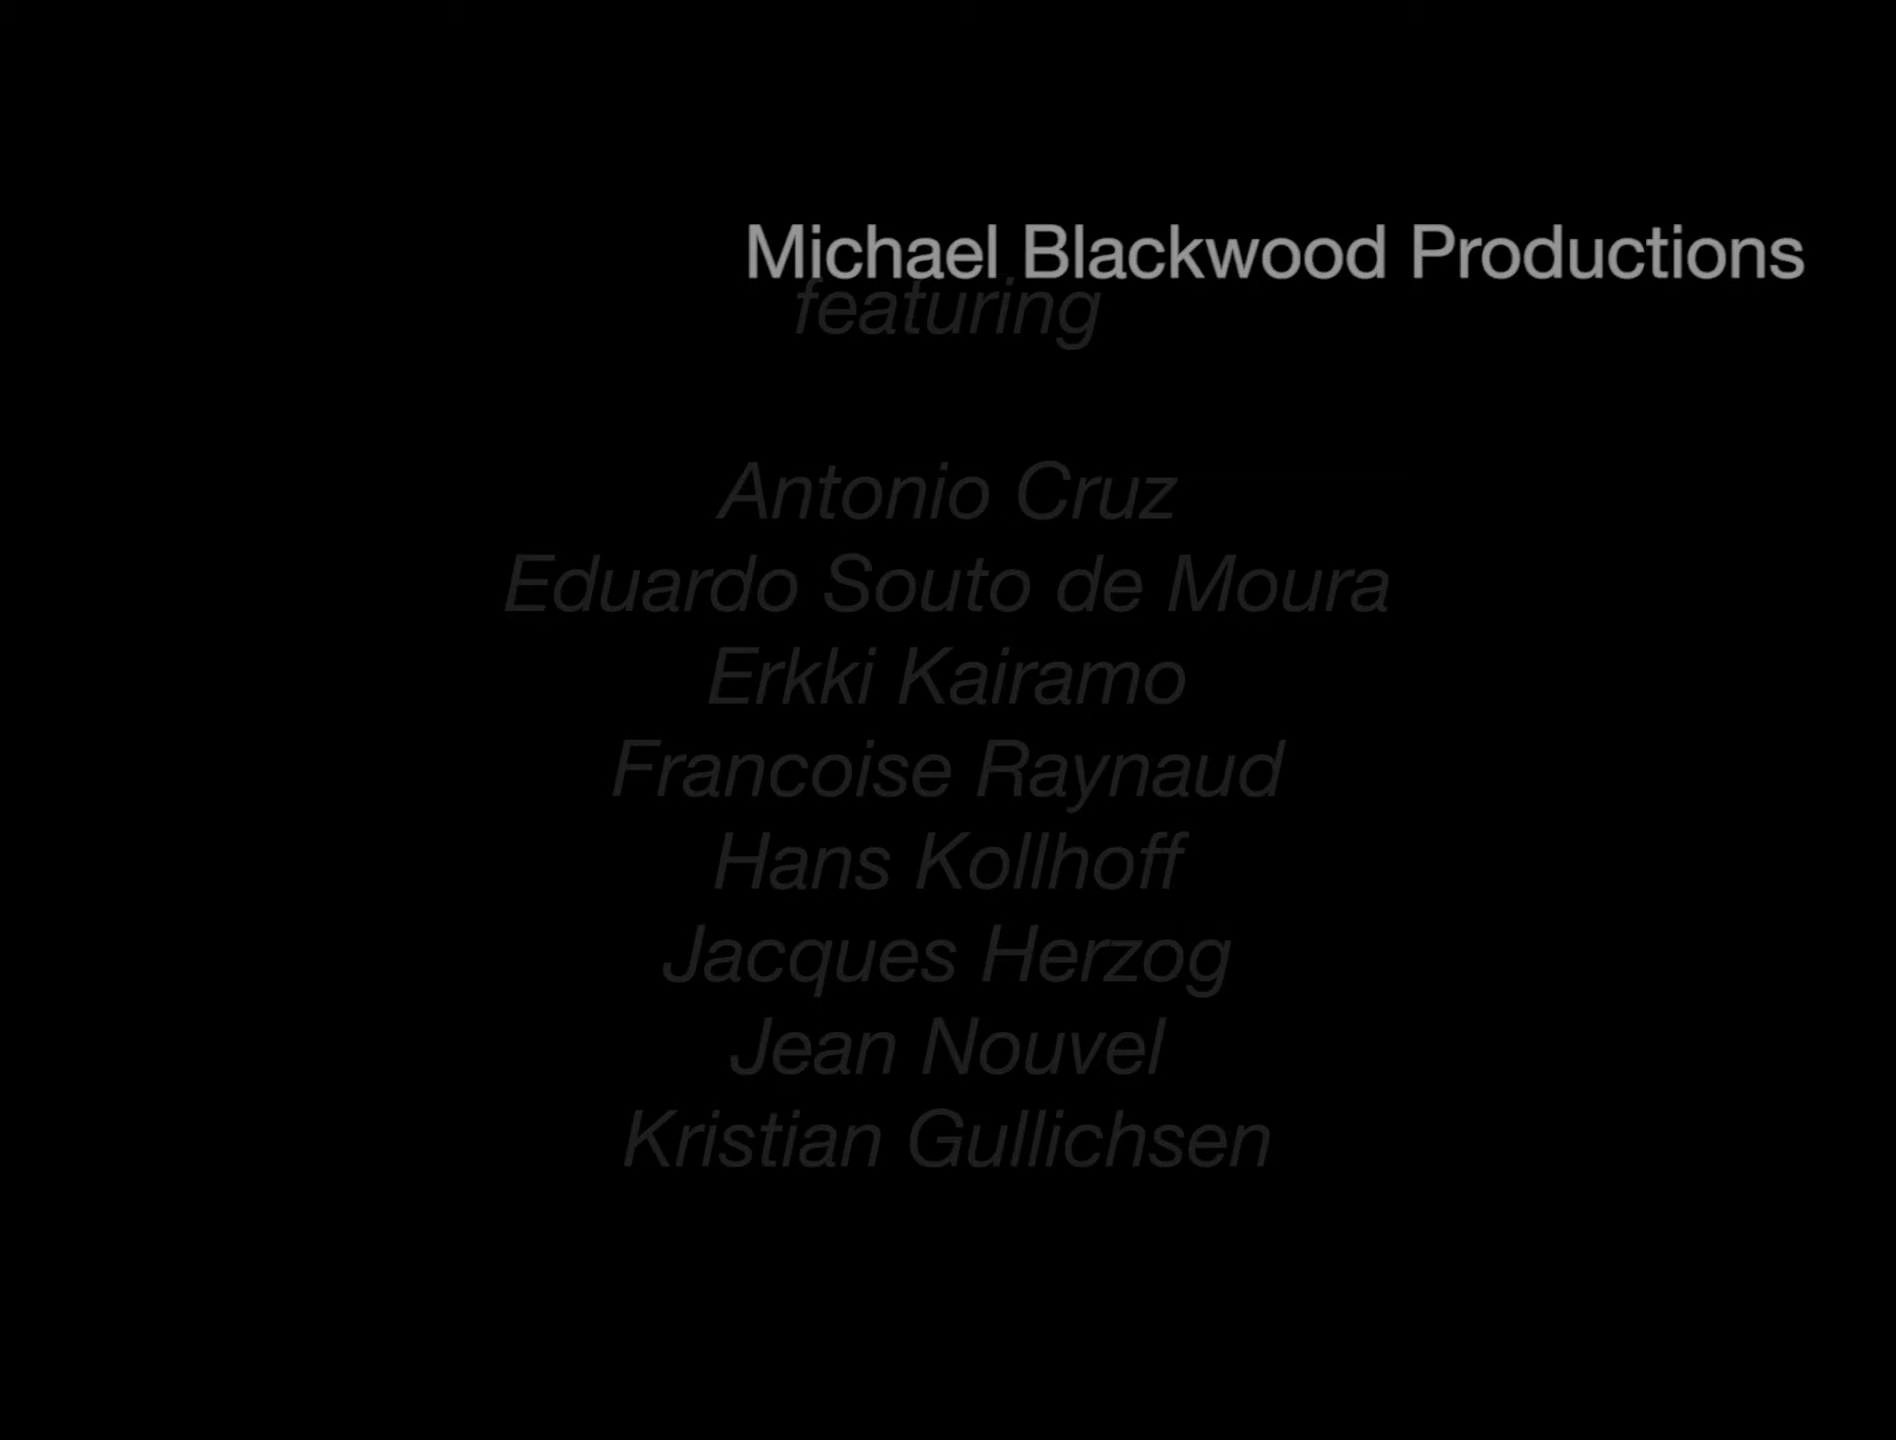 Michael Blackwood Productions
featuring
Antonio Cruz
Eduardo Souto de Moura
Erkki Kairamo
Francoise Raynaud
Hans Kollhoff
Jacques Herzog
Jean Nouvel
Kristian Gullichsen